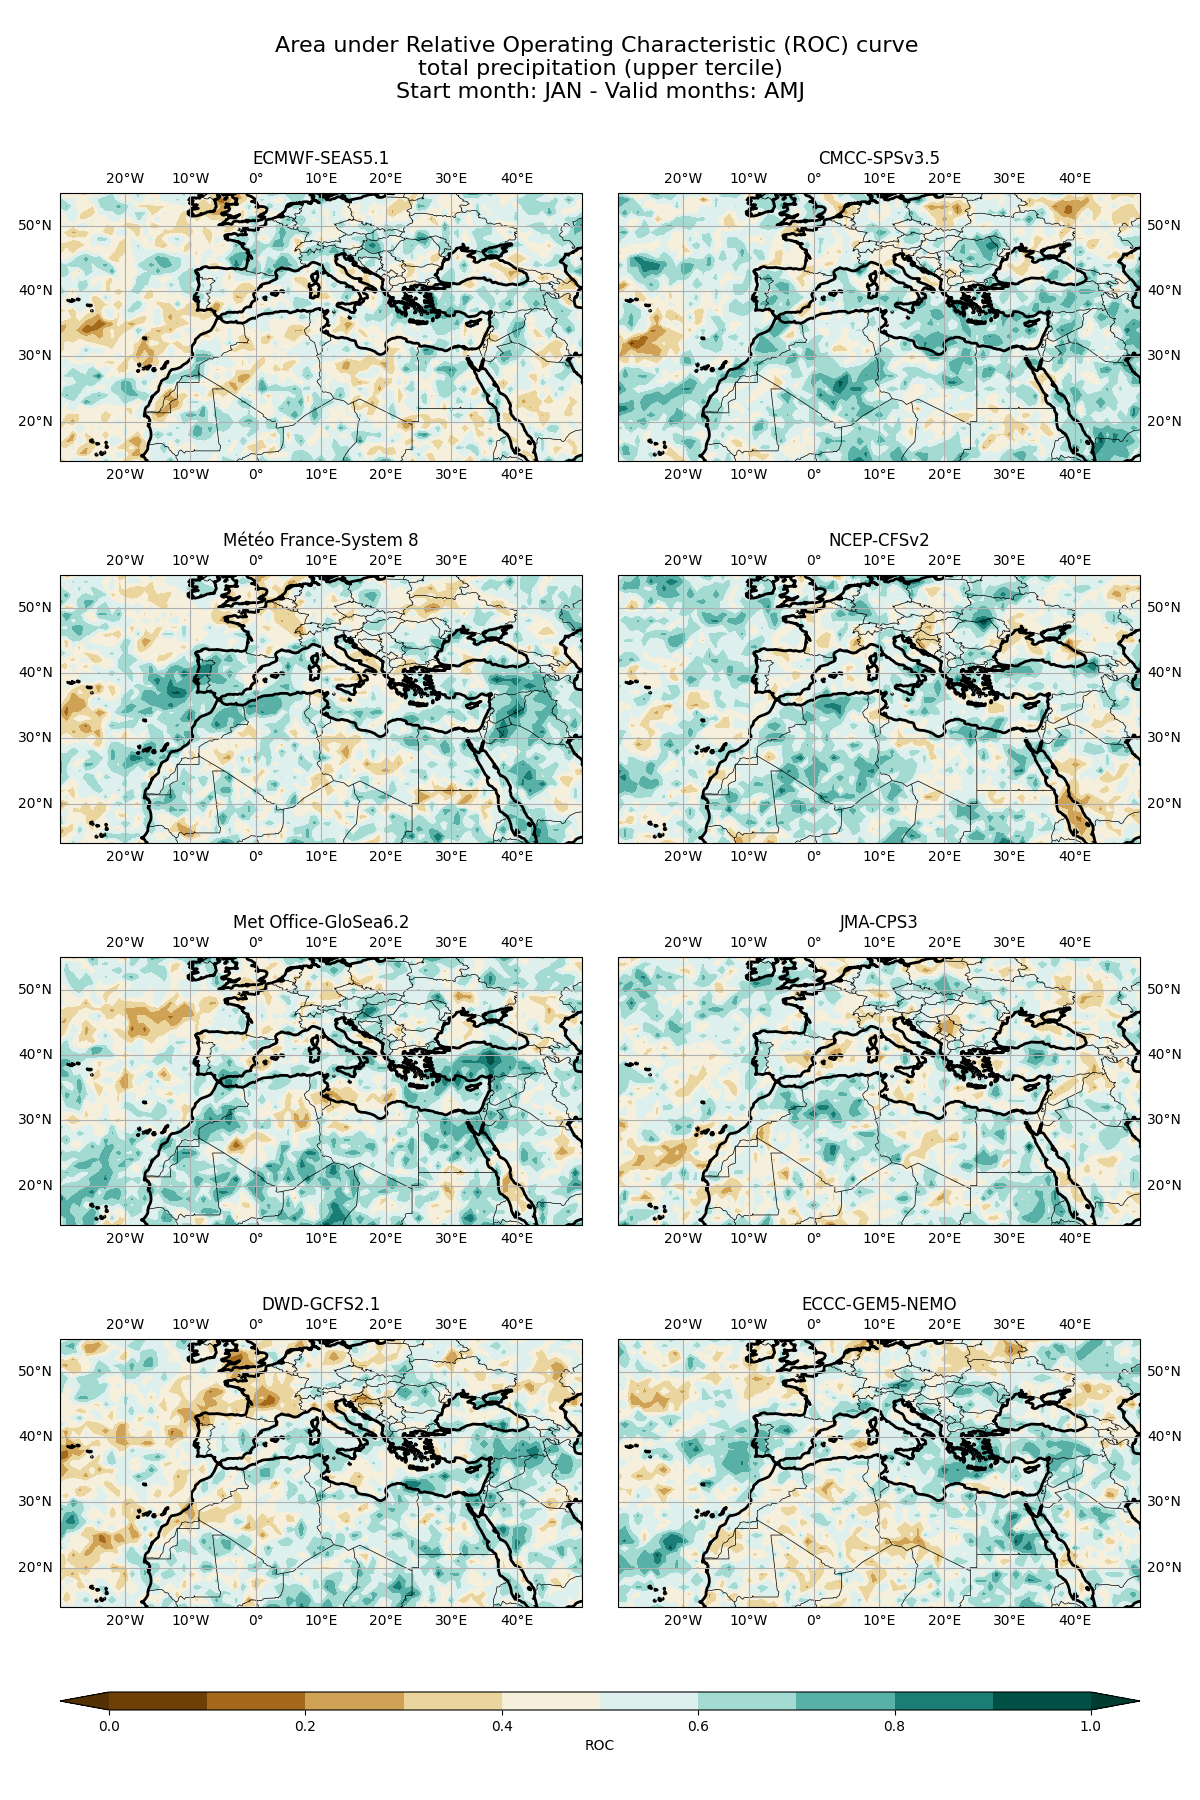 Area under Relative Operating Characteristic (ROC) curve
total precipitation (upper tercile)
Start month: JAN - Valid months: AMJ
ECMWF-SEAS5.1
20°W 10°W 0° 10°E 20°E 30°E 40°E
50°N
40°N
30°N
20°N
20°W 10°W 0° 10°E 20°E 30°E 40°E
CMCC-SPSv3.5
20°W 10°W 0° 10°E 20°E 30°E 40°E
50°N
40°N
30°N
20°N
20°W 10°W 0° 10°E 20°E 30°E 40°E
Météo France-System 8
20°W 10°W 0° 10°E 20°E 30°E 40°E
50°N
40°N
30°N
20°N
20°W 10°W 0° 10°E 20°E 30°E 40°E
NCEP-CFSv2
20°W 10°W 0° 10°E 20°E 30°E 40°E
50°N
40°N
30°N
20°N
20°W 10°W 0° 10°E 20°E 30°E 40°E
Met Office-GloSea6.2
20°W 10°W 0° 10°E 20°E 30°E 40°E
50°N
40°N
30°N
20°N
20°W 10°W 0° 10°E 20°E 30°E 40°E
JMA-CPS3
20°W 10°W 0° 10°E 20°E 30°E 40°E
50°N
40°N
30°N
20°N
20°W 10°W 0° 10°E 20°E 30°E 40°E
DWD-GCFS2.1
20°W 10°W 0° 10°E 20°E 30°E 40°E
50°N
40°N
30°N
20°N
20°W 10°W 0° 10°E 20°E 30°E 40°E
ECCC-GEM5-NEMO
20°W 10°W 0° 10°E 20°E 30°E 40°E
50°N
40°N
30°N
20°N
20°W 10°W 0° 10°E 20°E 30°E 40°E
0.0 0.2 0.4 0.6 0.8 1.0
ROC